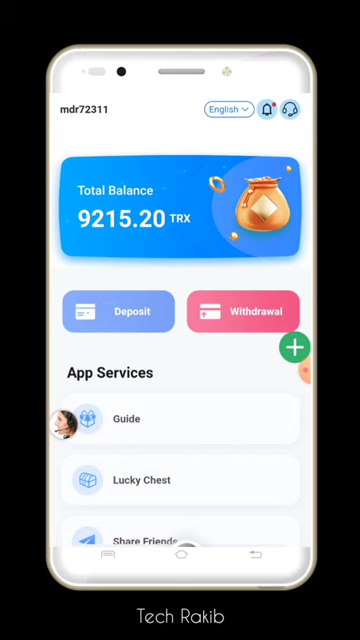 mdr72311
English
Total Balance
9215.20 TRX
Deposit
Withdrawal
App Services
Guide
Lucky Chest
Share Friends
Tech Rakib